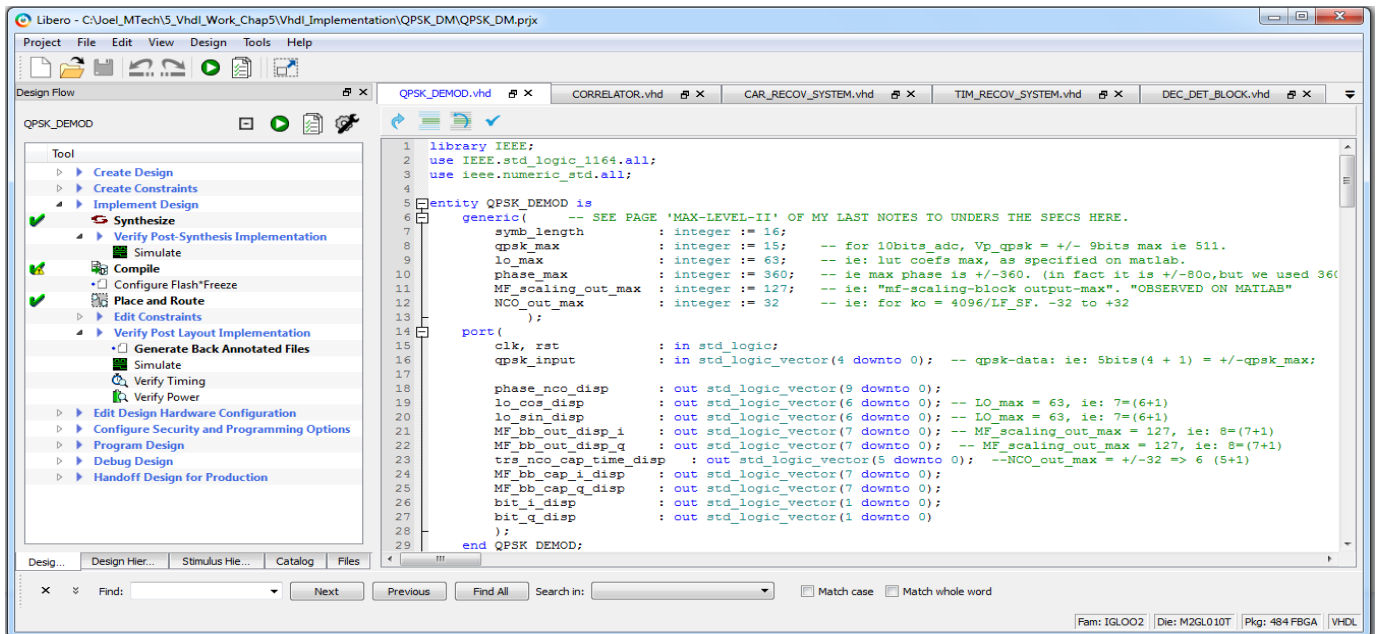 Libero - C:\Joel_MTech\5_Vhdl_Work_Chap5\Vhdl_Implementation\QPSK_DM\QPSK_DM.prjx
Project File Edit View Design Tools Help
Design Flow
QPSK_DEMOD
Tool
Create Design
Create Constraints
Implement Design
Synthesize
Verify Post-Synthesis Implementation
Simulate
Compile
Configure Flash*Freeze
Place and Route
Edit Constraints
Verify Post Layout Implementation
Generate Back Annotated Files
Simulate
Verify Timing
Verify Power
Edit Design Hardware Configuration
Configure Security and Programming Options
Program Design
Debug Design
Handoff Design for Production
Desig... Design Hier... Stimulus Hie... Catalog Files
QPSK_DEMOD.vhd CORRELATOR.vhd CAR_RECOV_SYSTEM.vhd TIM_RECOV_SYSTEM.vhd DEC_DET_BLOCK.vhd
1 library IEEE;
2 use IEEE.std_logic_1164.all;
3 use ieee.numeric_std.all;
4
5 entity QPSK_DEMOD is
6 generic( -- SEE PAGE 'MAX-LEVEL-II' OF MY LAST NOTES TO UNDERS THE SPECS HERE.
7 symb_length : integer := 16;
8 qpsk_max : integer := 15; -- for 10bits_adc, Vp_qpsk = +/- 9bits max ie 511.
9 lo_max : integer := 63; -- ie: lut coefs max, as specified on matlab.
10 phase_max : integer := 360; -- ie max phase is +/-360. (in fact it is +/-80o,but we used 360
11 MF_scaling_out_max : integer := 127; -- ie: "mf-scaling-block output-max". "OBSERVED ON MATLAB"
12 NCO_out_max : integer := 32 -- ie: for ko = 4096/LF_SF. -32 to +32
13 );
14 port(
15 clk, rst : in std_logic;
16 qpsk_input : in std_logic_vector(4 downto 0); -- qpsk-data: ie: 5bits(4 + 1) = +/-qpsk_max;
17
18 phase_nco_disp : out std_logic_vector(9 downto 0);
19 lo_cos_disp : out std_logic_vector(6 downto 0); -- LO_max = 63, ie: 7=(6+1)
20 lo_sin_disp : out std_logic_vector(6 downto 0); -- LO_max = 63, ie: 7=(6+1)
21 MF_bb_out_disp_i : out std_logic_vector(7 downto 0); -- MF_scaling_out_max = 127, ie: 8=(7+1)
22 MF_bb_out_disp_q : out std_logic_vector(7 downto 0); -- MF_scaling_out_max = 127, ie: 8=(7+1)
23 trs_nco_cap_time_disp : out std_logic_vector(5 downto 0); --NCO_out_max = +/-32 => 6 (5+1)
24 MF_bb_cap_i_disp : out std_logic_vector(7 downto 0);
25 MF_bb_cap_q_disp : out std_logic_vector(7 downto 0);
26 bit_i_disp : out std_logic_vector(1 downto 0);
27 bit_q_disp : out std_logic_vector(1 downto 0)
28 );
29 end QPSK_DEMOD;
Find: Next Previous Find All Search in: Match case Match whole word
Fam: IGLOO2 Die: M2GL010T Pkg: 484 FBGA VHDL